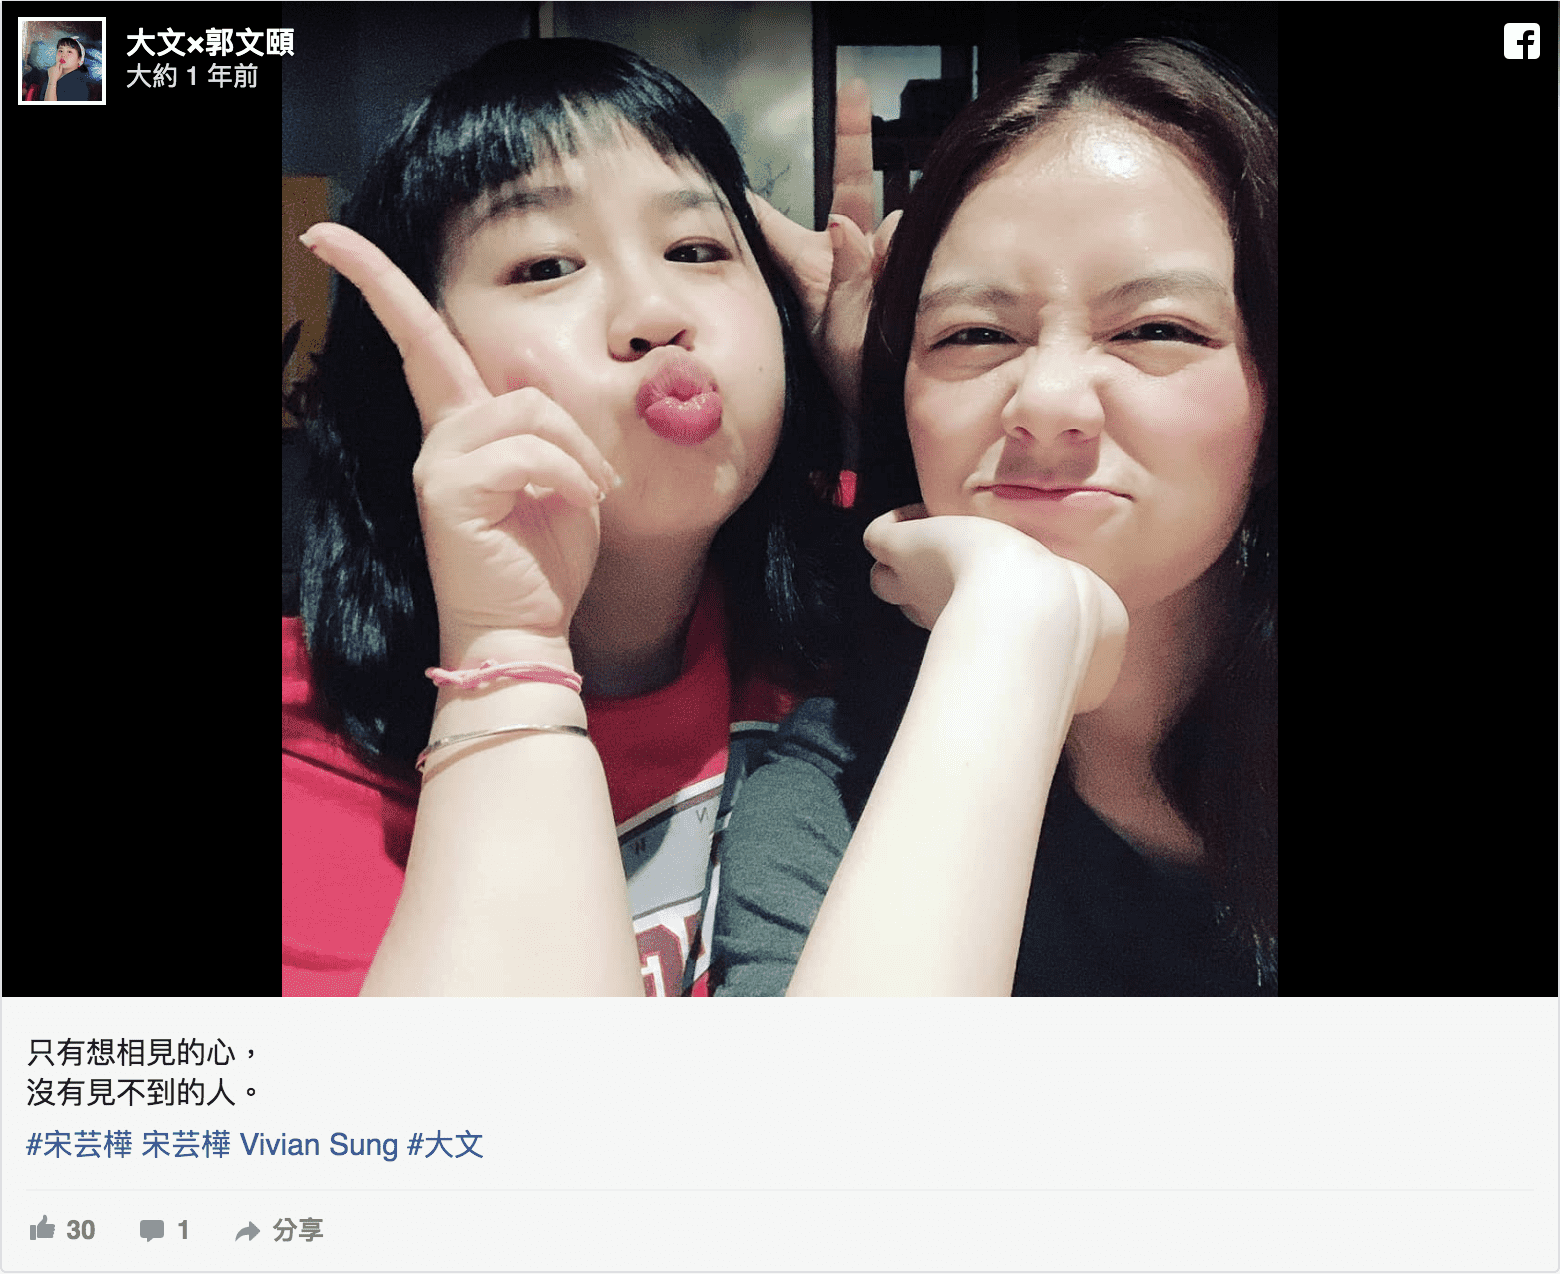 大文×郭文頤
大約 1 年前
只有想相見的心，
沒有見不到的人。
#宋芸樺 宋芸樺 Vivian Sung #大文
30
1
分享